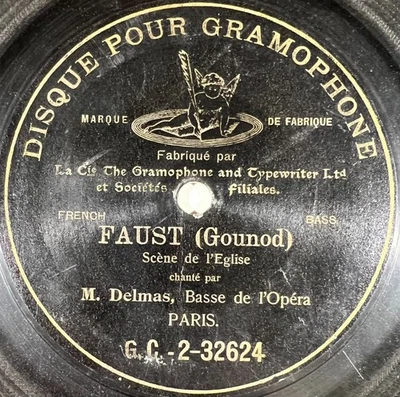 DISQUE POUR GRAMOPHONE
MARQUE DE FABRIQUE
Fabriqué par
La Cie The Gramophone and Typewriter Ltd
et Sociétés filiales.
FRENCH BASS
FAUST (Gounod)
Scène de l'Eglise
chanté par
M. Delmas, Basse de l'Opéra
PARIS.
G.C.-2-32624